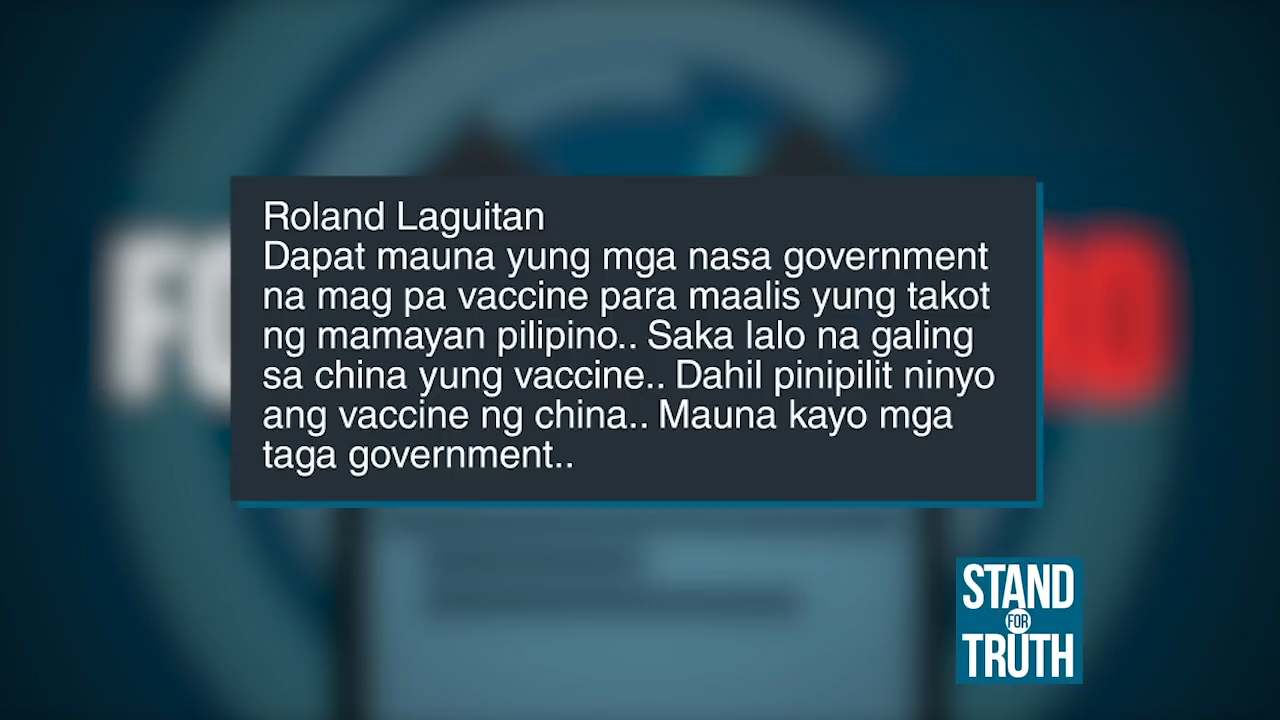 Roland Laguitan
Dapat mauna yung mga nasa government
na mag pa vaccine para maalis yung takot
ng mamayan pilipino.. Saka lalo na galing
sa china yung vaccine.. Dahil pinipilit ninyo
ang vaccine ng china.. Mauna kayo mga
taga government..
STAND
FOR
TRUTH